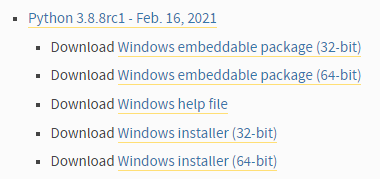 Python 3.8.8rc1 - Feb. 16, 2021
Download Windows embeddable package (32-bit)
Download Windows embeddable package (64-bit)
Download Windows help file
Download Windows installer (32-bit)
Download Windows installer (64-bit)